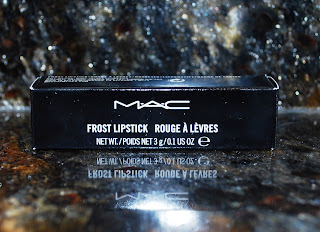 MAC
FROST LIPSTICK ROUGE À LÈVRES
NET WT./POIDS NET 3 g/0.1 US OZ ℮